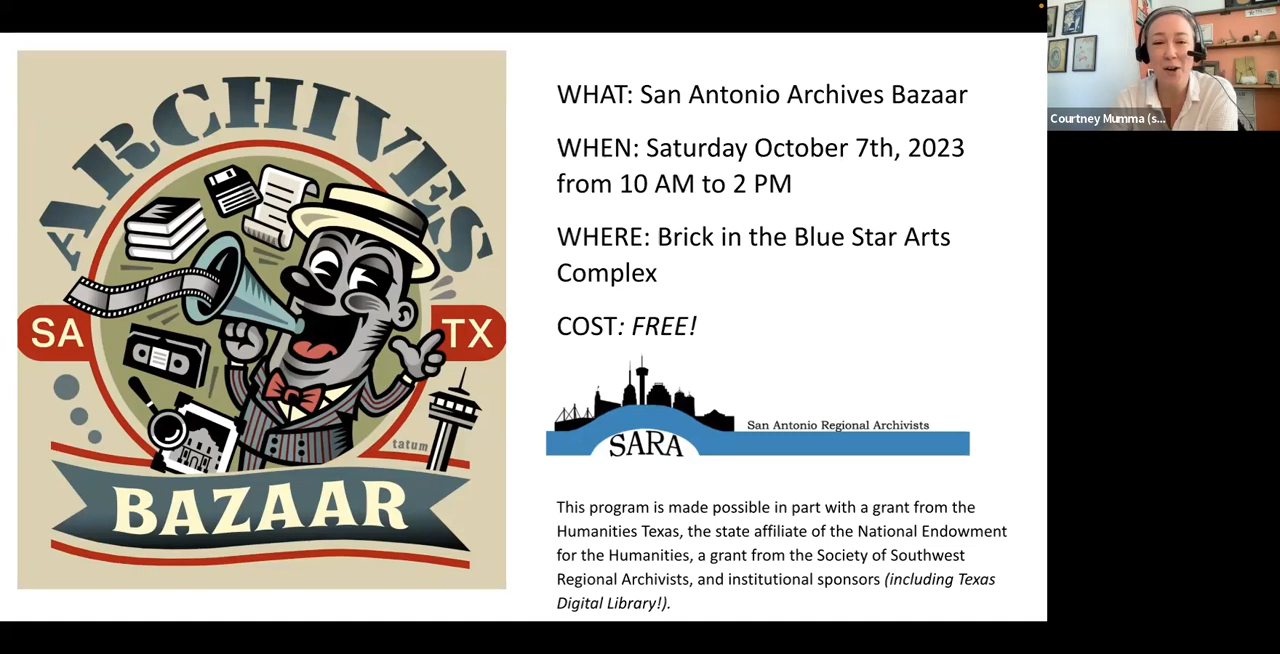 ARCHIVES
SA
TX
tatum
BAZAAR
WHAT: San Antonio Archives Bazaar
WHEN: Saturday October 7th, 2023
from 10 AM to 2 PM
WHERE: Brick in the Blue Star Arts
Complex
COST: FREE!
San Antonio Regional Archivists
SARA
This program is made possible in part with a grant from the
Humanities Texas, the state affiliate of the National Endowment
for the Humanities, a grant from the Society of Southwest
Regional Archivists, and institutional sponsors (including Texas
Digital Library!).
Courtney Mumma (s...